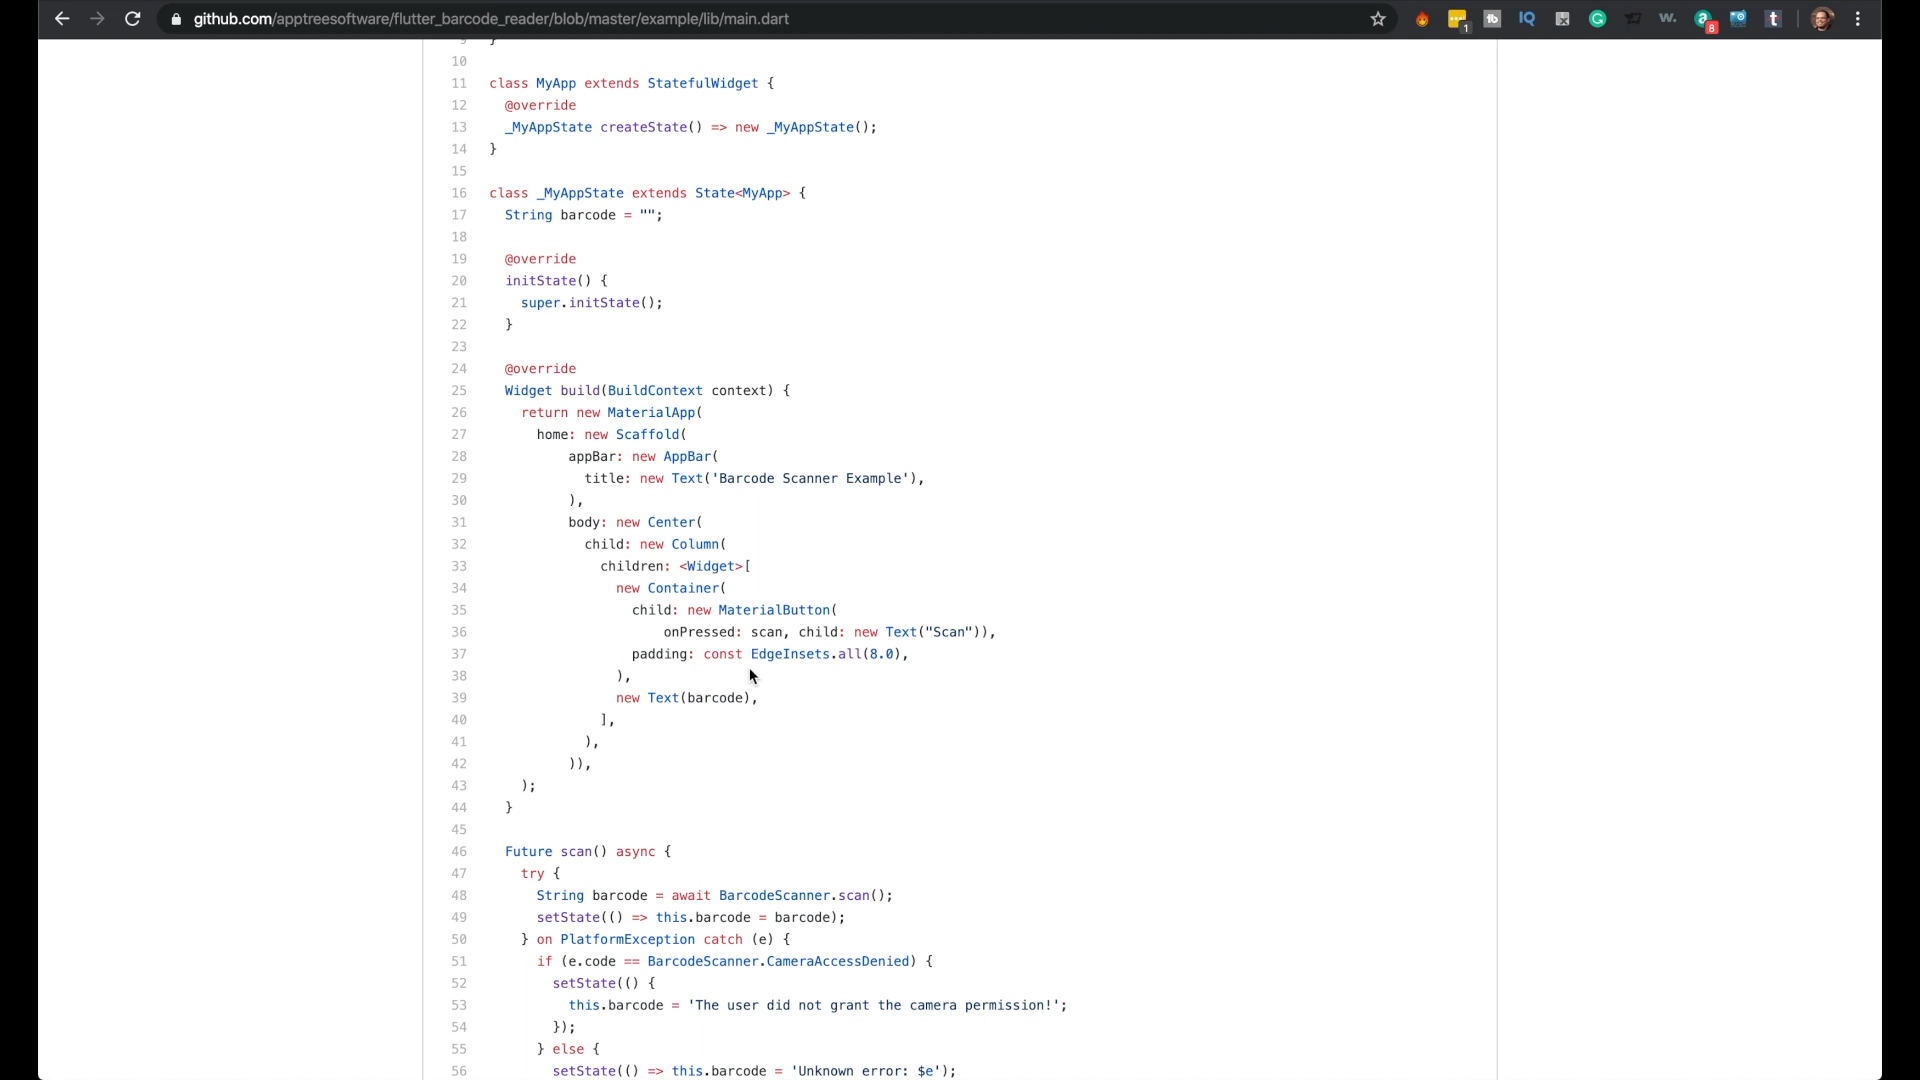 github.com/apptreesoftware/flutter_barcode_reader/blob/master/example/lib/main.dart
1
8
9 }
10
11 class MyApp extends StatefulWidget {
12   @override
13   _MyAppState createState() => new _MyAppState();
14 }
15
16 class _MyAppState extends State<MyApp> {
17   String barcode = "";
18
19   @override
20   initState() {
21     super.initState();
22   }
23
24   @override
25   Widget build(BuildContext context) {
26     return new MaterialApp(
27       home: new Scaffold(
28           appBar: new AppBar(
29             title: new Text('Barcode Scanner Example'),
30           ),
31           body: new Center(
32             child: new Column(
33               children: <Widget>[
34                 new Container(
35                   child: new MaterialButton(
36                       onPressed: scan, child: new Text("Scan")),
37                   padding: const EdgeInsets.all(8.0),
38                 ),
39                 new Text(barcode),
40               ],
41             ),
42           )),
43     );
44   }
45
46   Future scan() async {
47     try {
48       String barcode = await BarcodeScanner.scan();
49       setState(() => this.barcode = barcode);
50     } on PlatformException catch (e) {
51       if (e.code == BarcodeScanner.CameraAccessDenied) {
52         setState(() {
53           this.barcode = 'The user did not grant the camera permission!';
54         });
55       } else {
56         setState(() => this.barcode = 'Unknown error: $e');